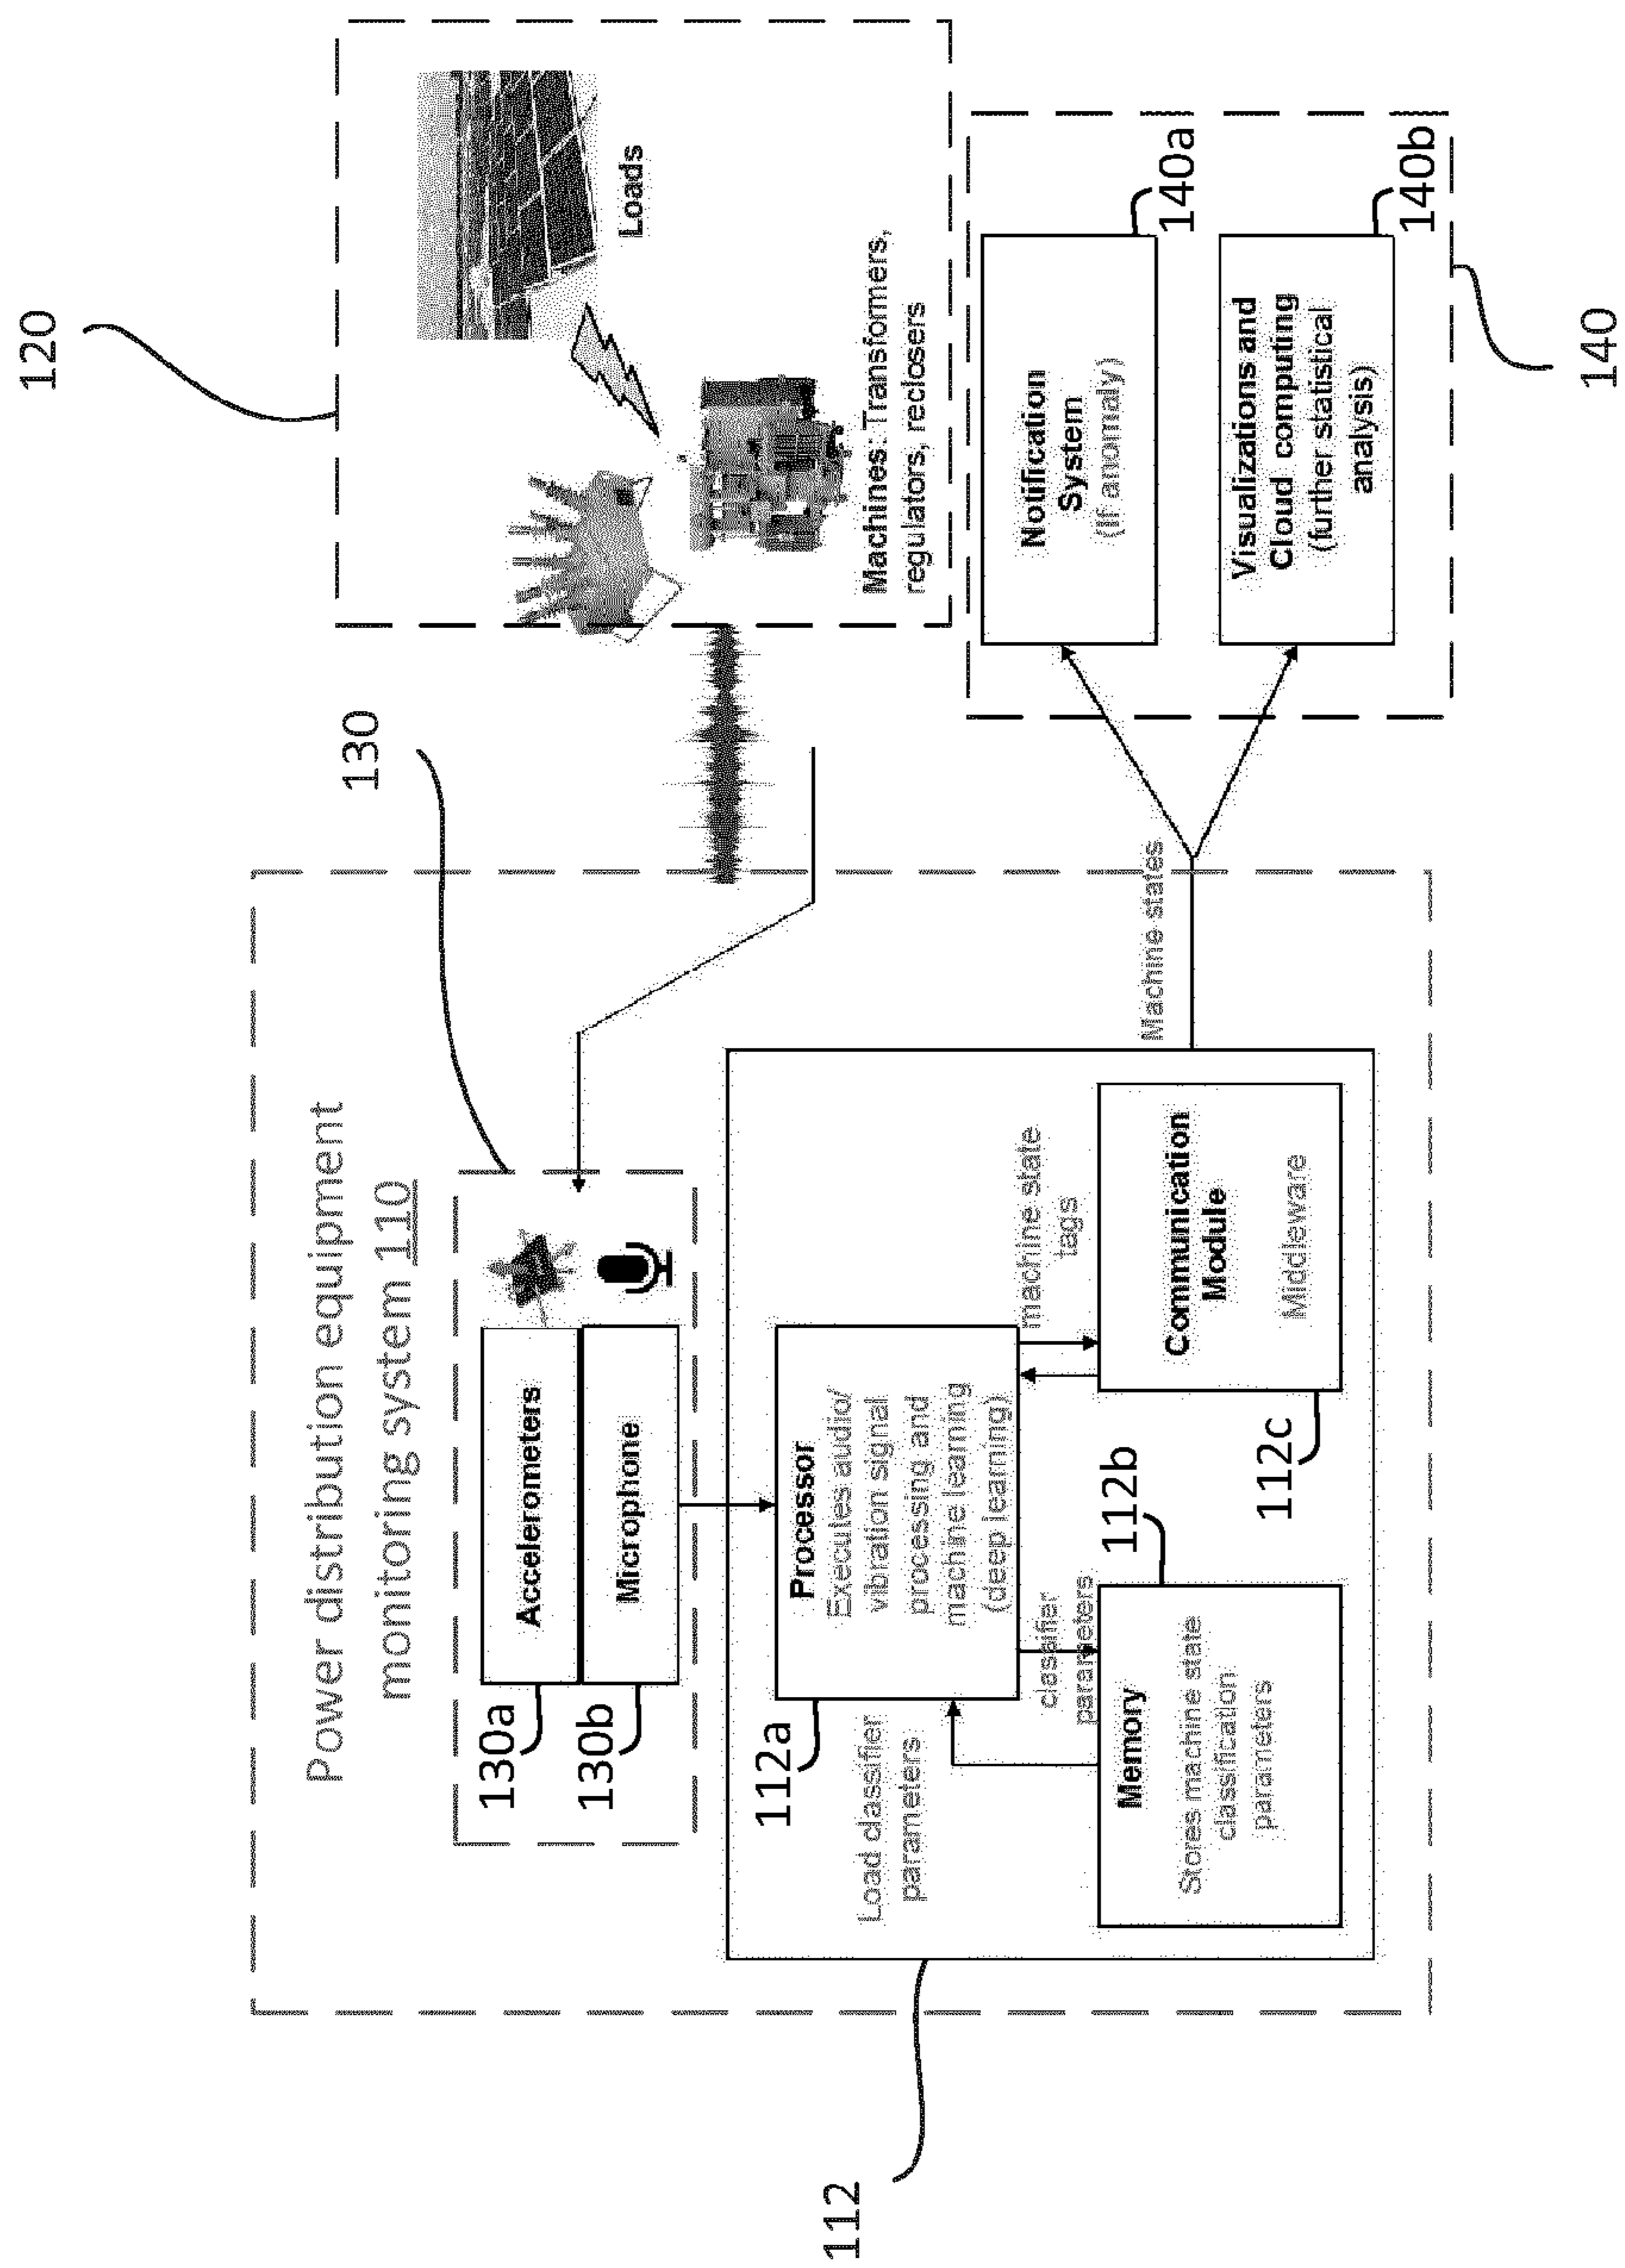 120
130
Power distribution equipment
monitoring system 110
130a
Accelerometers
130b
Microphone
Loads
Machines: Transformers,
regulators, reclosers
112
112a
Processor
Executes audio/
vibration signal
processing and
machine learning
(deep learning)
Load classifier
parameters
classifier
parameters
machine state
tags
112b
Memory
Stores machine state
classification
parameters
112c
Communication
Module
Middleware
Machine states
140
140a
Notification
System
(If anomaly)
140b
Visualizations and
Cloud computing
(further statistical
analysis)